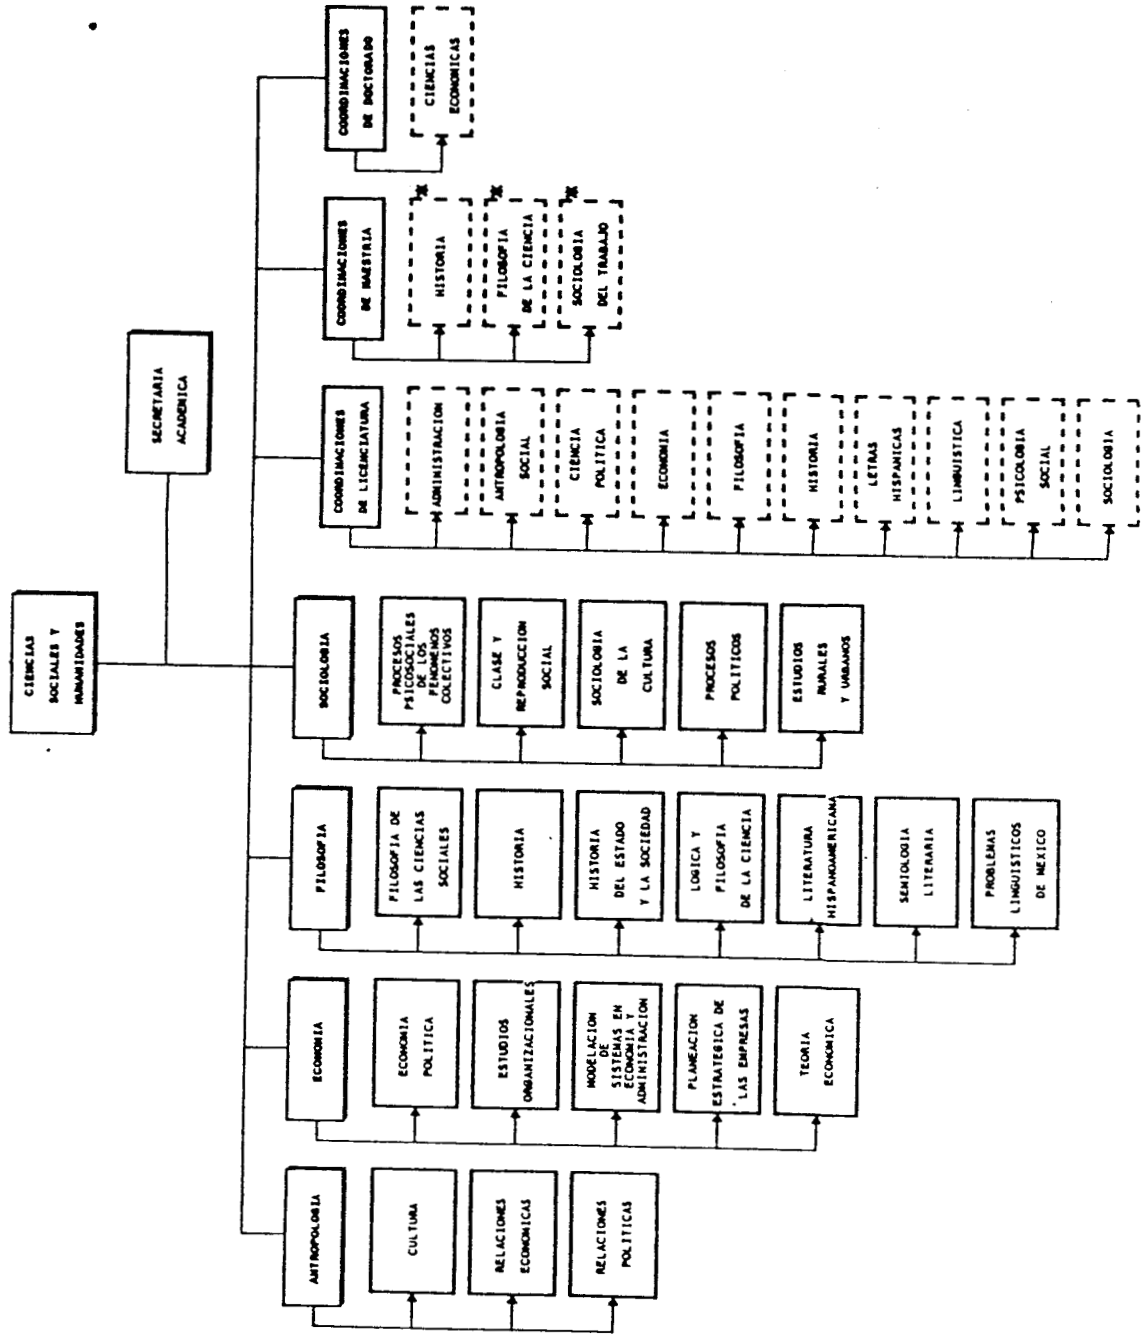 CIENCIAS
SOCIALES Y
HUMANIDADES
SECRETARIA
ACADEMICA
ANTROPOLOGIA
CULTURA
RELACIONES
ECONOMICAS
RELACIONES
POLITICAS
ECONOMIA
ECONOMIA
POLITICA
ESTUDIOS
ORGANIZACIONALES
MODELACION
DE
SISTEMAS EN
ECONOMIA Y
ADMINISTRACION
PLANEACION
ESTRATEGICA DE
LAS EMPRESAS
TEORIA
ECONOMICA
FILOSOFIA
FILOSOFIA DE
LAS CIENCIAS
SOCIALES
HISTORIA
HISTORIA
DEL ESTADO
Y LA SOCIEDAD
LOGICA Y
FILOSOFIA
DE LA CIENCIA
LITERATURA
HISPANOAMERICANA
SEMIOLOGIA
LITERARIA
PROBLEMAS
LINGUISTICOS
DE MEXICO
SOCIOLOGIA
PROCESOS
PSICOSOCIALES
DE LOS
FENOMENOS
COLECTIVOS
CLASE Y
REPRODUCCION
SOCIAL
SOCIOLOGIA
DE LA
CULTURA
PROCESOS
POLITICOS
ESTUDIOS
RURALES
Y URBANOS
COORDINACIONES
DE LICENCIATURA
ADMINISTRACION
ANTROPOLOGIA
SOCIAL
CIENCIA
POLITICA
ECONOMIA
FILOSOFIA
HISTORIA
LETRAS
HISPANICAS
LINGUISTICA
PSICOLOGIA
SOCIAL
SOCIOLOGIA
COORDINACIONES
DE MAESTRIA
HISTORIA
*
FILOSOFIA
DE LA CIENCIA
*
SOCIOLOGIA
DEL TRABAJO
*
COORDINACIONES
DE DOCTORADO
CIENCIAS
ECONOMICAS